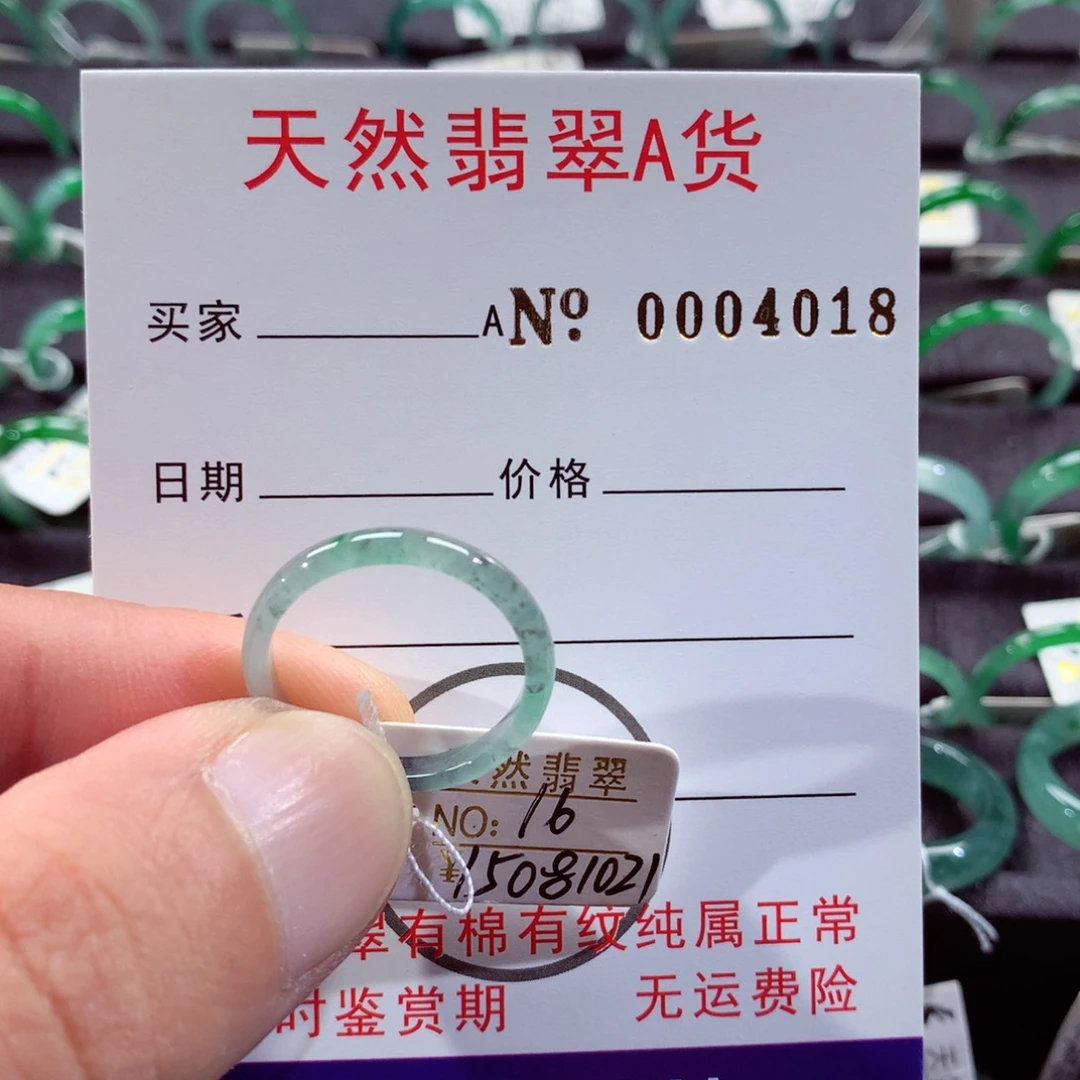 天然翡翠A货
买家 A Nº 0004018
日期 价格
然翡翠
NO: 16
¥15081021
翠有棉有纹纯属正常
时鉴赏期 无运费险